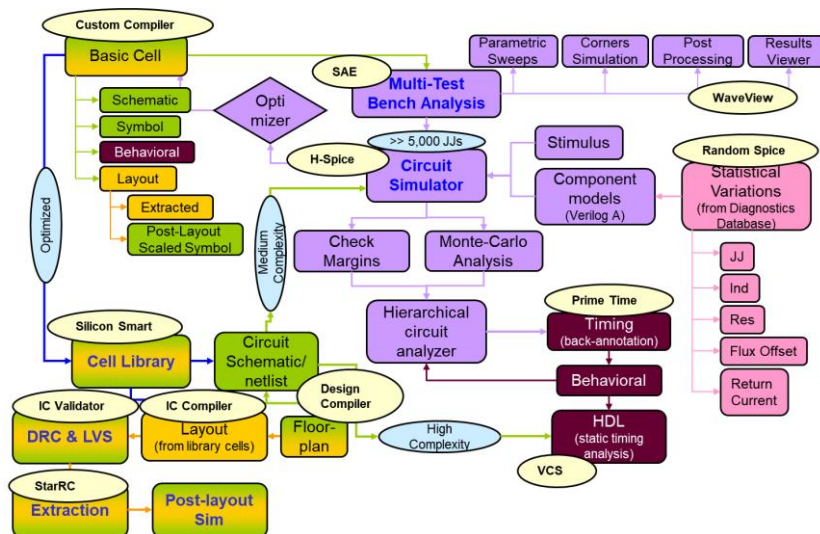 Custom Compiler
Basic Cell
Schematic
Symbol
Behavioral
Layout
Extracted
Post-Layout
Scaled Symbol
Optimized
Opti
mizer
SAE
Multi-Test
Bench Analysis
Parametric
Sweeps
Corners
Simulation
Post
Processing
Results
Viewer
WaveView
>> 5,000 JJs
H-Spice
Circuit
Simulator
Stimulus
Component
models
(Verilog A)
Random Spice
Statistical
Variations
(from Diagnostics
Database)
JJ
Ind
Res
Flux Offset
Return
Current
Medium
Complexity
Check
Margins
Monte-Carlo
Analysis
Hierarchical
circuit
analyzer
Prime Time
Timing
(back-annotation)
Behavioral
HDL
(static timing
analysis)
VCS
High
Complexity
Silicon Smart
Cell Library
Circuit
Schematic/
netlist
Design
Compiler
IC Validator
DRC & LVS
IC Compiler
Layout
(from library cells)
Floor-
plan
StarRC
Extraction
Post-layout
Sim